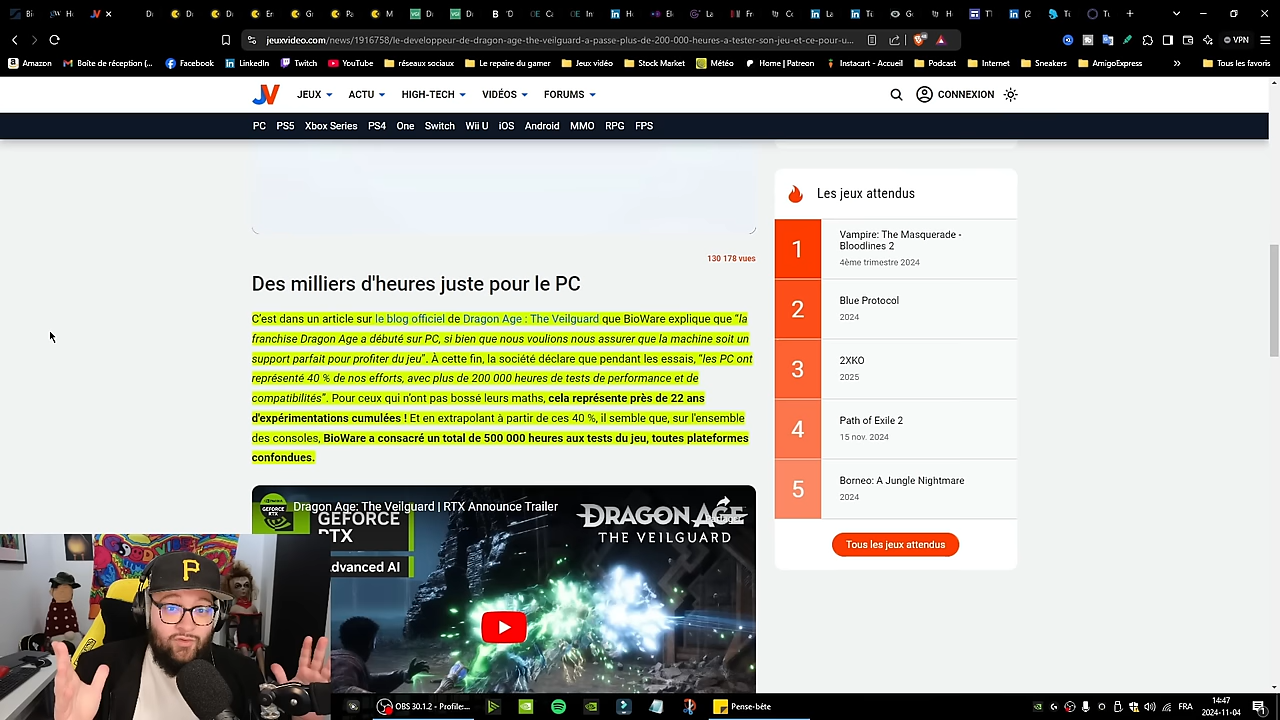 jeuxvideo.com/news/1916758/le-developpeur-de-dragon-age-the-veilguard-a-passe-plus-de-200-000-heures-a-tester-son-jeu-et-ce-pour-u...
VPN
Amazon
Boîte de réception (...
Facebook
LinkedIn
Twitch
YouTube
réseaux sociaux
Le repaire du gamer
Jeux vidéo
Stock Market
Météo
Home | Patreon
Instacart - Accueil
Podcast
Internet
Sneakers
AmigoExpress
»
Tous les favoris
JV
JEUX
ACTU
HIGH-TECH
VIDÉOS
FORUMS
CONNEXION
PC PS5 Xbox Series PS4 One Switch Wii U iOS Android MMO RPG FPS
130 178 vues
Des milliers d'heures juste pour le PC
C'est dans un article sur le blog officiel de Dragon Age : The Veilguard que BioWare explique que “la
franchise Dragon Age a débuté sur PC, si bien que nous voulions nous assurer que la machine soit un
support parfait pour profiter du jeu”. À cette fin, la société déclare que pendant les essais, “les PC ont
représenté 40 % de nos efforts, avec plus de 200 000 heures de tests de performance et de
compatibilités”. Pour ceux qui n’ont pas bossé leurs maths, cela représente près de 22 ans
d'expérimentations cumulées ! Et en extrapolant à partir de ces 40 %, il semble que, sur l'ensemble
des consoles, BioWare a consacré un total de 500 000 heures aux tests du jeu, toutes plateformes
confondues.
Dragon Age: The Veilguard | RTX Announce Trailer
GEFORCE
RTX
Advanced AI
Partager
DRAGON AGE
THE VEILGUARD
Les jeux attendus
1
Vampire: The Masquerade -
Bloodlines 2
4ème trimestre 2024
2
Blue Protocol
2024
3
2XKO
2025
4
Path of Exile 2
15 nov. 2024
5
Borneo: A Jungle Nightmare
2024
Tous les jeux attendus
P
OBS 30.1.2 - Profile:...
Pense-bête
FRA
14:47
2024-11-04